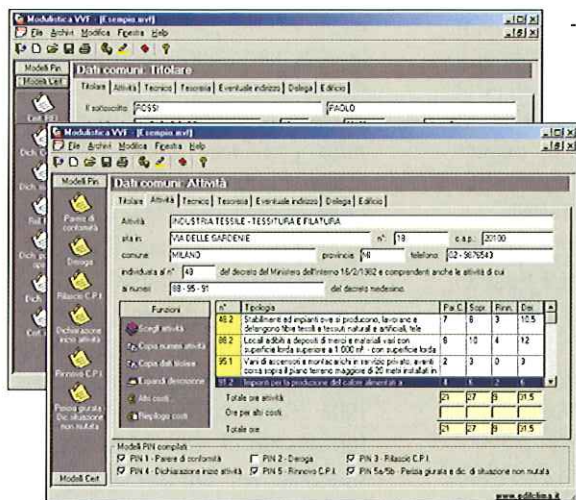 Modulistica VVF - [Esempio.mvf]
File Archivi Modifica Finestra Help
Modelli Pin.
Modelli Cert.
Dati comuni: Titolare
Titolare Attività Tecnico Tesoreria Eventuale indirizzo Delega Edificio
Il sottoscritto ROSSI PAOLO
Modulistica VVF - [Esempio.mvf]
File Archivi Modifica Finestra Help
Modelli Pin.
Parere di conformità
Deroga
Rilascio C.P.I.
Dichiarazione inizio attività
Rinnovo C.P.I.
Perizia giurata - Dic. situazione non mutata
Modelli Cert.
Dati comuni: Attività
Titolare Attività Tecnico Tesoreria Eventuale indirizzo Delega Edificio
Attività INDUSTRIA TESSILE - TESSITURA E FILATURA
sita in: VIA DELLE GARDENIE n°: 18 c.a.p.: 20100
comune: MILANO provincia: MI telefono: 02 - 9876543
individuata al n° 48 del decreto del Ministero dell'Interno 16/2/1982 e comprendenti anche le attività di cui
ai numeri 88 - 95 - 91 del decreto medesimo.
Funzioni
Scegli attività
Copia numeri attività
Copia dati titolare
Espandi descrizione
Altri costi
Riepilogo costi
n° Tipologia Par.C. Sopr. Rinn. Dei.
48.2 Stabilimenti ed impianti ove si producono, lavorano e detengono fibre tessili e tessuti naturali e artificiali, tele 7 8 3 10.5
88.2 Locali adibiti a depositi di merci e materiali vari con superficie lorda superiore a 1.000 m² - con superficie lorda 8 10 4 12
95.1 Vani di ascensori e montacarichi in servizio privato, aventi corsa sopra il piano terreno maggiore di 20 metri installati in 2 3 0 3
91.2 Impianti per la produzione del calore alimentati a 4 6 2 6
Totale ore attività 21 27 9 31.5
Ore per altri costi
Totale ore: 21 27 9 31.5
Modelli PIN compilati
PIN 1 - Parere di conformità PIN 2 - Deroga PIN 3 - Rilascio C.P.I.
PIN 4 - Dichiarazione inizio attività PIN 5 - Rinnovo C.P.I. PIN 5a/5b - Perizia giurata e dic. di situazione non mutata
www.edilclima.it